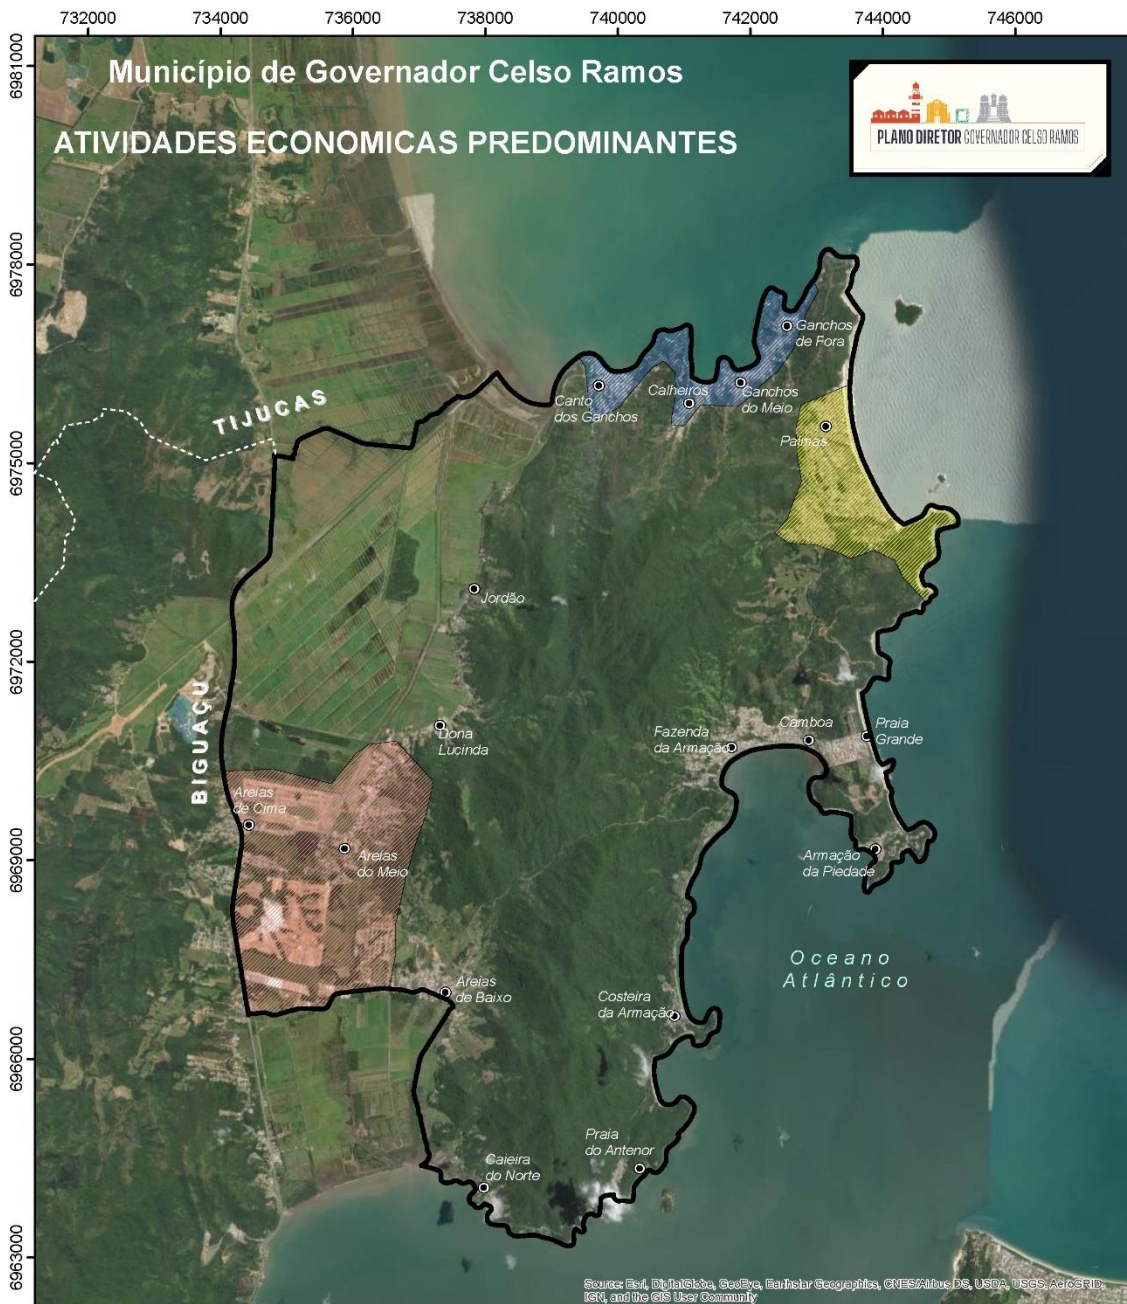 732000 734000 736000 738000 740000 742000 744000 746000
6981000
Município de Governador Celso Ramos
ATIVIDADES ECONOMICAS PREDOMINANTES
PLANO DIRETOR GOVERNADOR CELSO RAMOS
6978000
Ganchos
de Fora
Canto
dos Ganchos
Calheiros
Ganchos
do Meio
TIJUCAS
Palmas
6975000
Jordão
6972000
BIGUAÇU
Dona
Lucinda
Fazenda
da Armação
Camboa
Praia
Grande
Areias
de Cima
Areias
do Meio
6969000
Armação
da Piedade
Oceano
Atlântico
Areias
de Baixo
Costeira
da Armação
6966000
Praia
do Antenor
Caieira
do Norte
6963000
Source: Esri, DigitalGlobe, GeoEye, Earthstar Geographics, CNES/Airbus DS, USDA, USGS, AeroGRID,
IGN, and the GIS User Community